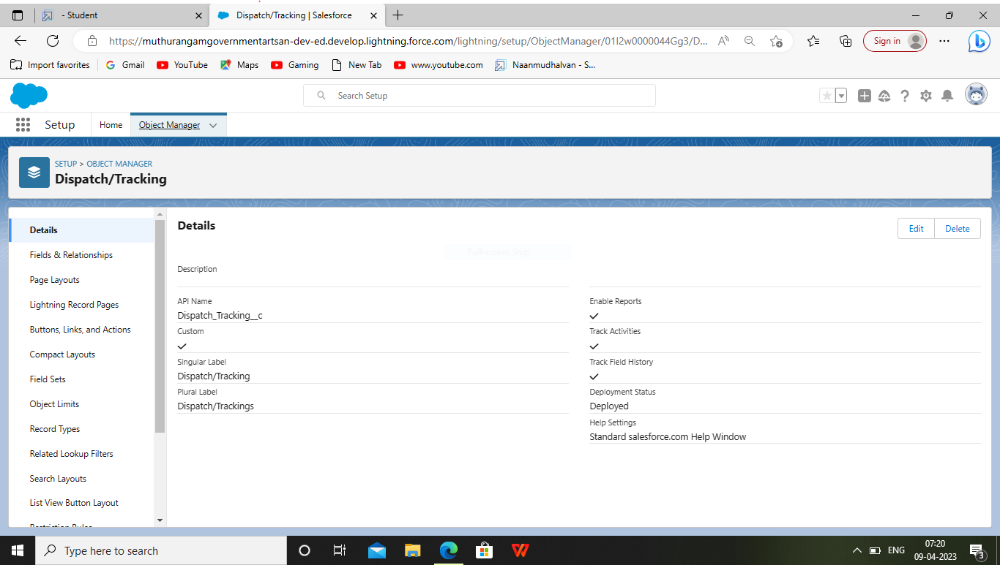 - Student
Dispatch/Tracking | Salesforce
https://muthurangamgovernmentartsan-dev-ed.develop.lightning.force.com/lightning/setup/ObjectManager/01I2w0000044Gg3/D...
Sign in
Import favorites
Gmail
YouTube
Maps
Gaming
New Tab
www.youtube.com
Naanmudhalvan - S...
Search Setup
Setup
Home
Object Manager
SETUP > OBJECT MANAGER
Dispatch/Tracking
Details
Fields & Relationships
Page Layouts
Lightning Record Pages
Buttons, Links, and Actions
Compact Layouts
Field Sets
Object Limits
Record Types
Related Lookup Filters
Search Layouts
List View Button Layout
Restriction Rules
Details
Edit
Delete
Full-screen Snip
Description
API Name
Dispatch_Tracking__c
Custom
Singular Label
Dispatch/Tracking
Plural Label
Dispatch/Trackings
Enable Reports
Track Activities
Track Field History
Deployment Status
Deployed
Help Settings
Standard salesforce.com Help Window
Type here to search
ENG
07:20
09-04-2023
3